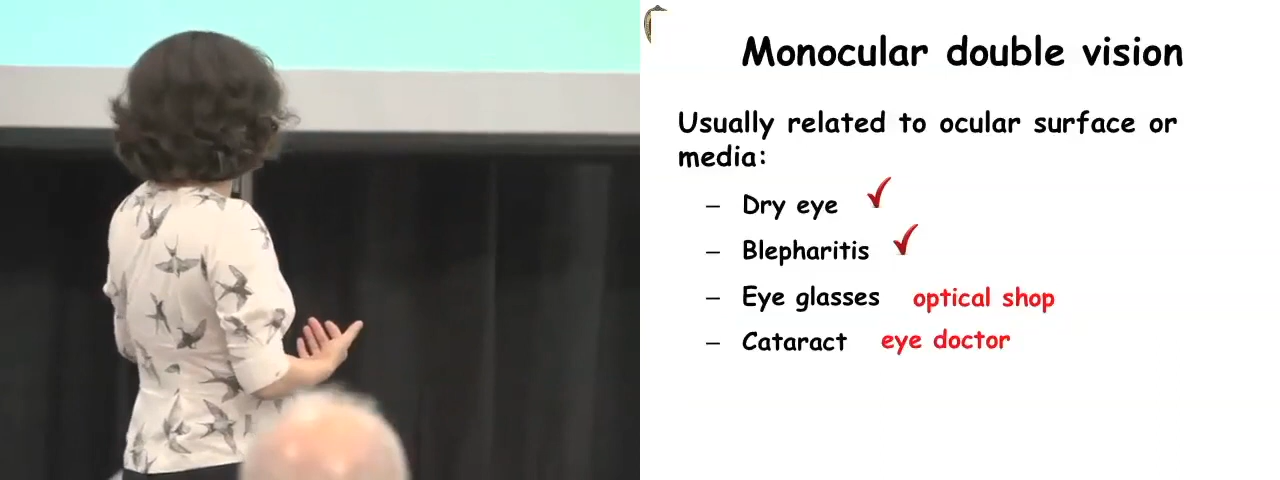 Monocular double vision
Usually related to ocular surface or
media:
– Dry eye ✓
– Blepharitis ✓
– Eye glasses optical shop
– Cataract eye doctor